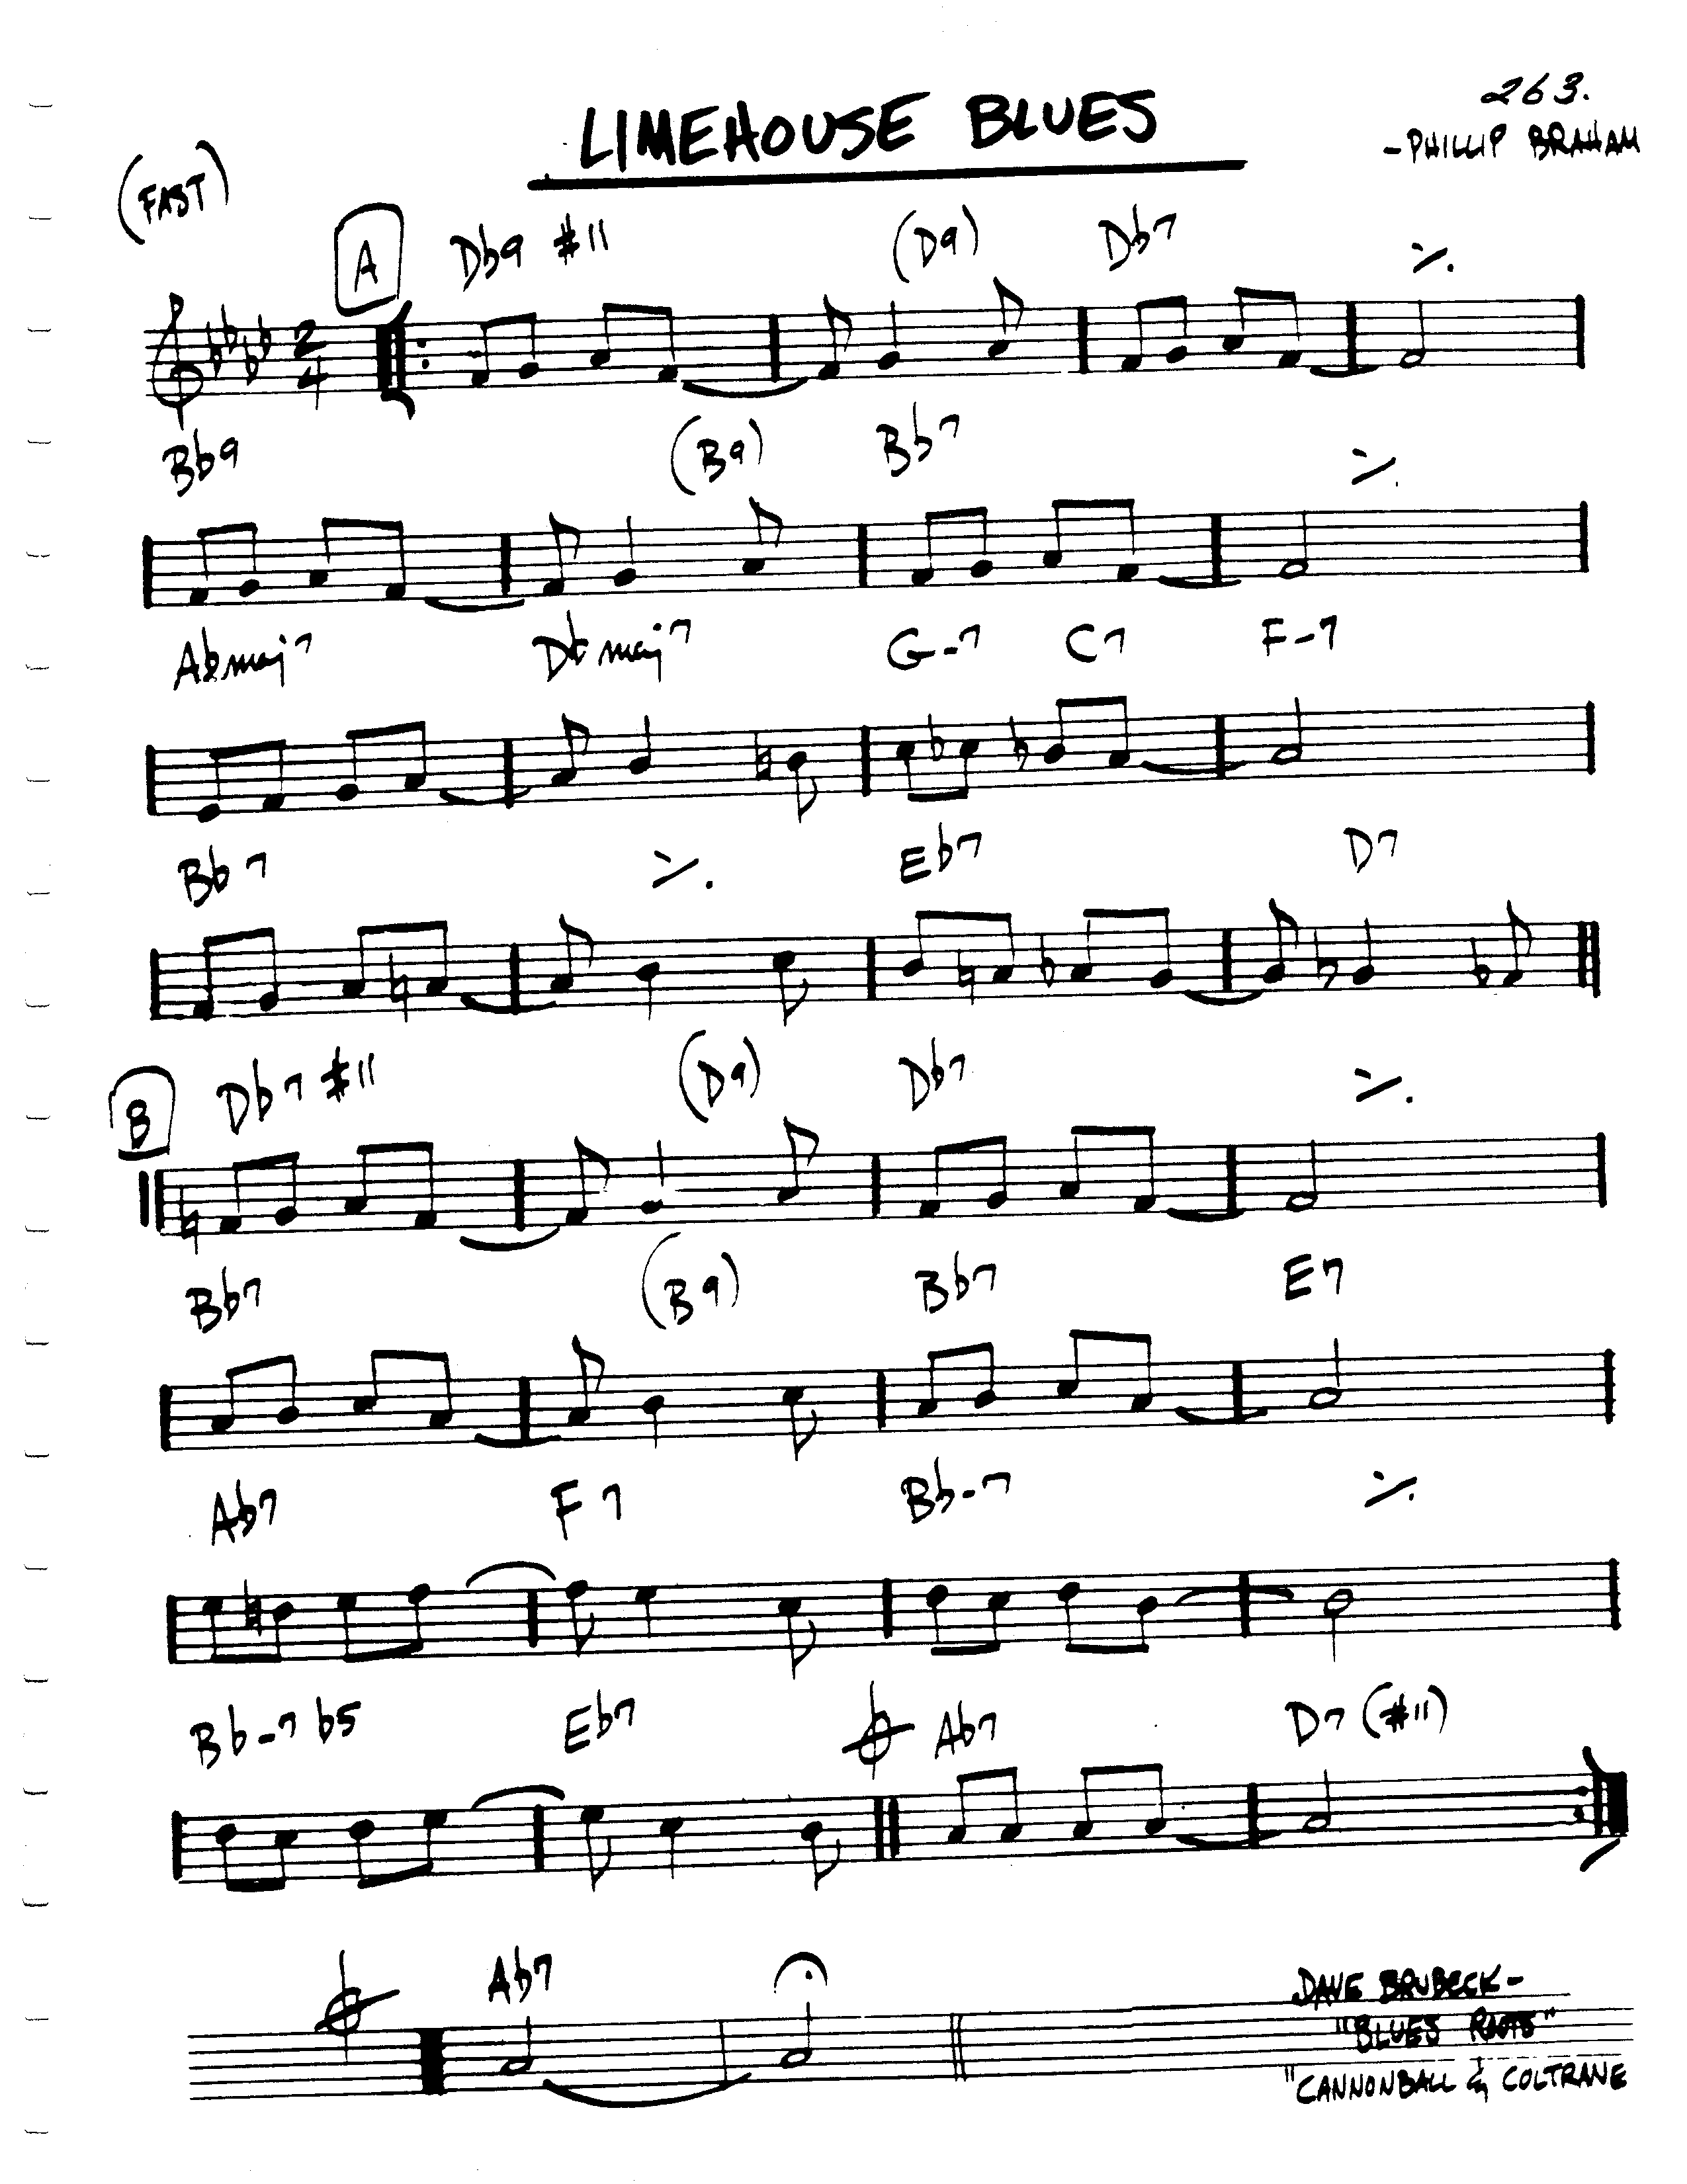 LIMEHOUSE BLUES
263.
-PHILLIP BRAHAM
(FAST)
A Db9 #11 (D9) Db7 ٪
2
4
Bb9 (B9) Bb7 ٪
Abmaj7 Dbmaj7 G-7 C7 F-7
Bb7 ٪ Eb7 D7
B Db7 #11 (D9) Db7 ٪
Bb7 (B9) Bb7 E7
Ab7 F7 Bb-7 ٪
Bb-7 b5 Eb7 Ab7 D7 (#11)
Ab7
DAVE BRUBECK-
"BLUES ROOTS"
"CANNONBALL & COLTRANE